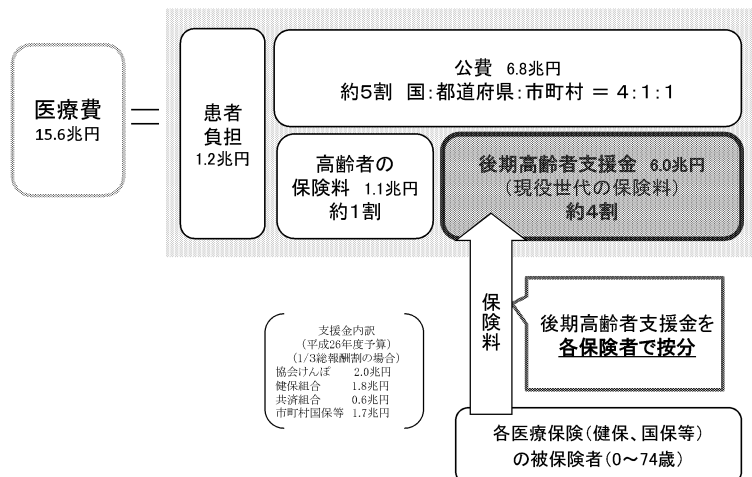 医療費
15.6兆円
＝
患者
負担
1.2兆円
公費 6.8兆円
約５割 国：都道府県：市町村 ＝ ４：１：１
高齢者の
保険料 1.1兆円
約１割
後期高齢者支援金 6.0兆円
（現役世代の保険料）
約４割
保険料
後期高齢者支援金を
各保険者で按分
支援金内訳
（平成26年度予算）
（1/3総報酬割の場合）
協会けんぽ 2.0兆円
健保組合 1.8兆円
共済組合 0.6兆円
市町村国保等 1.7兆円
各医療保険（健保、国保等）
の被保険者（0～74歳）